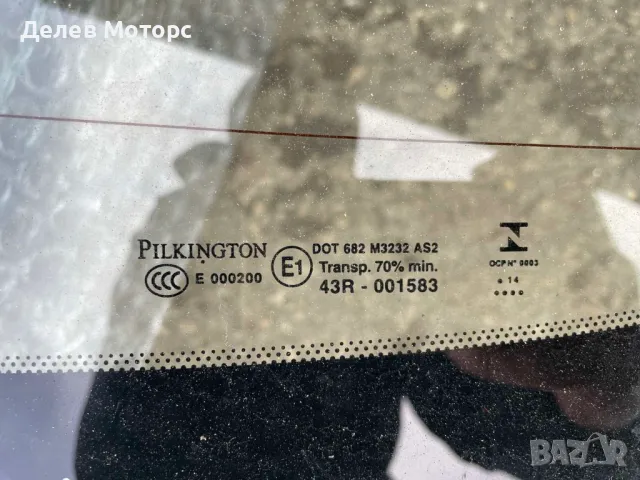 Делев Моторс
PILKINGTON
CCC E 000200
E1
DOT 682 M3232 AS2
Transp. 70% min.
43R - 001583
OCP Nº 0003
14
BAZAR